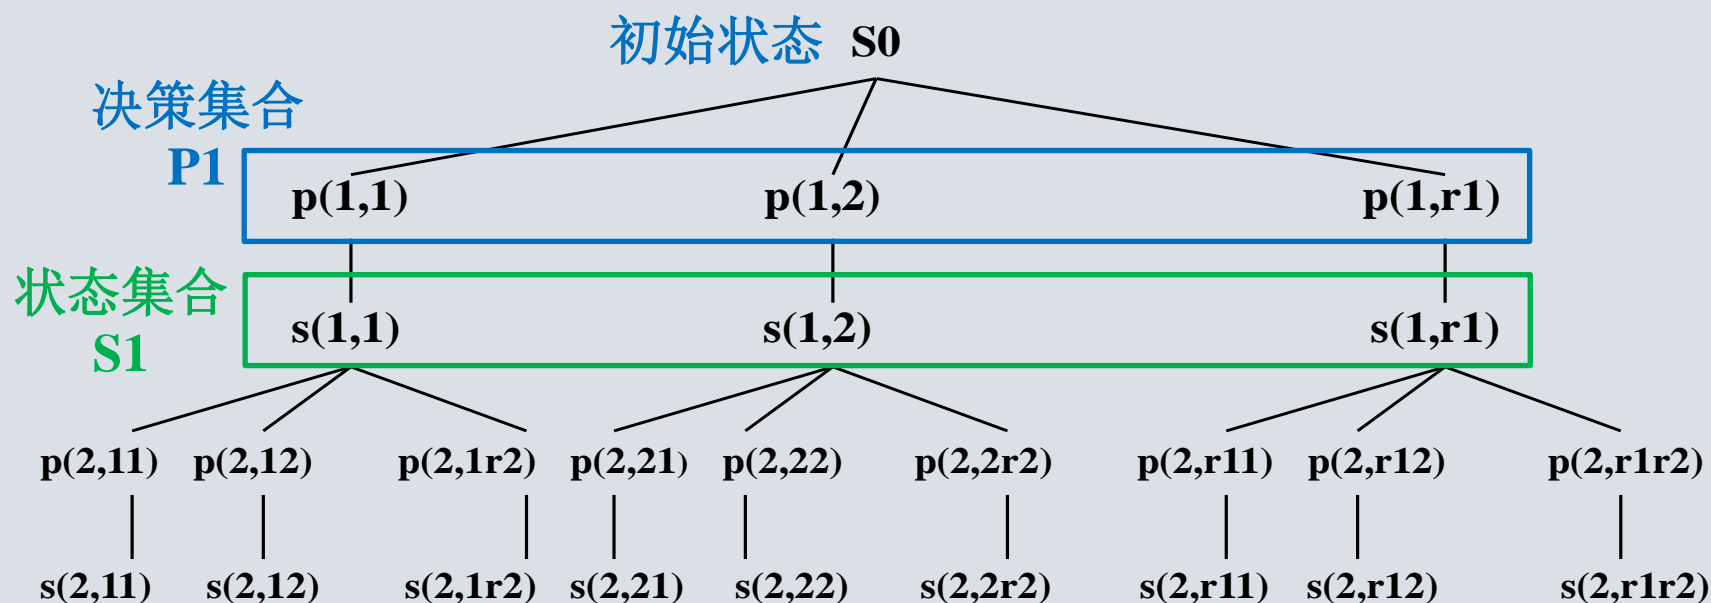 初始状态 S0
决策集合
P1
p(1,1) p(1,2) p(1,r1)
状态集合
S1
s(1,1) s(1,2) s(1,r1)
p(2,11) p(2,12) p(2,1r2) p(2,21) p(2,22) p(2,2r2) p(2,r11) p(2,r12) p(2,r1r2)
s(2,11) s(2,12) s(2,1r2) s(2,21) s(2,22) s(2,2r2) s(2,r11) s(2,r12) s(2,r1r2)